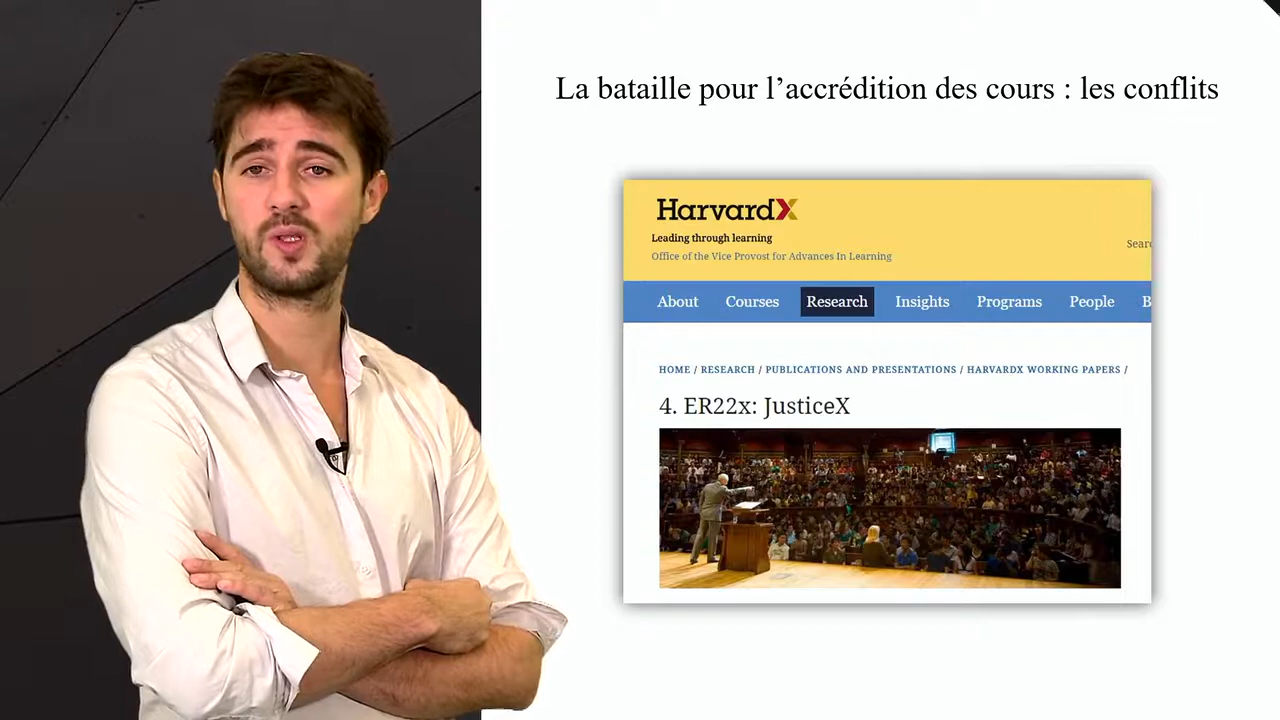 La bataille pour l’accrédition des cours : les conflits
HarvardX
Leading through learning
Office of the Vice Provost for Advances In Learning
About Courses Research Insights Programs People
HOME / RESEARCH / PUBLICATIONS AND PRESENTATIONS / HARVARDX WORKING PAPERS /
4. ER22x: JusticeX